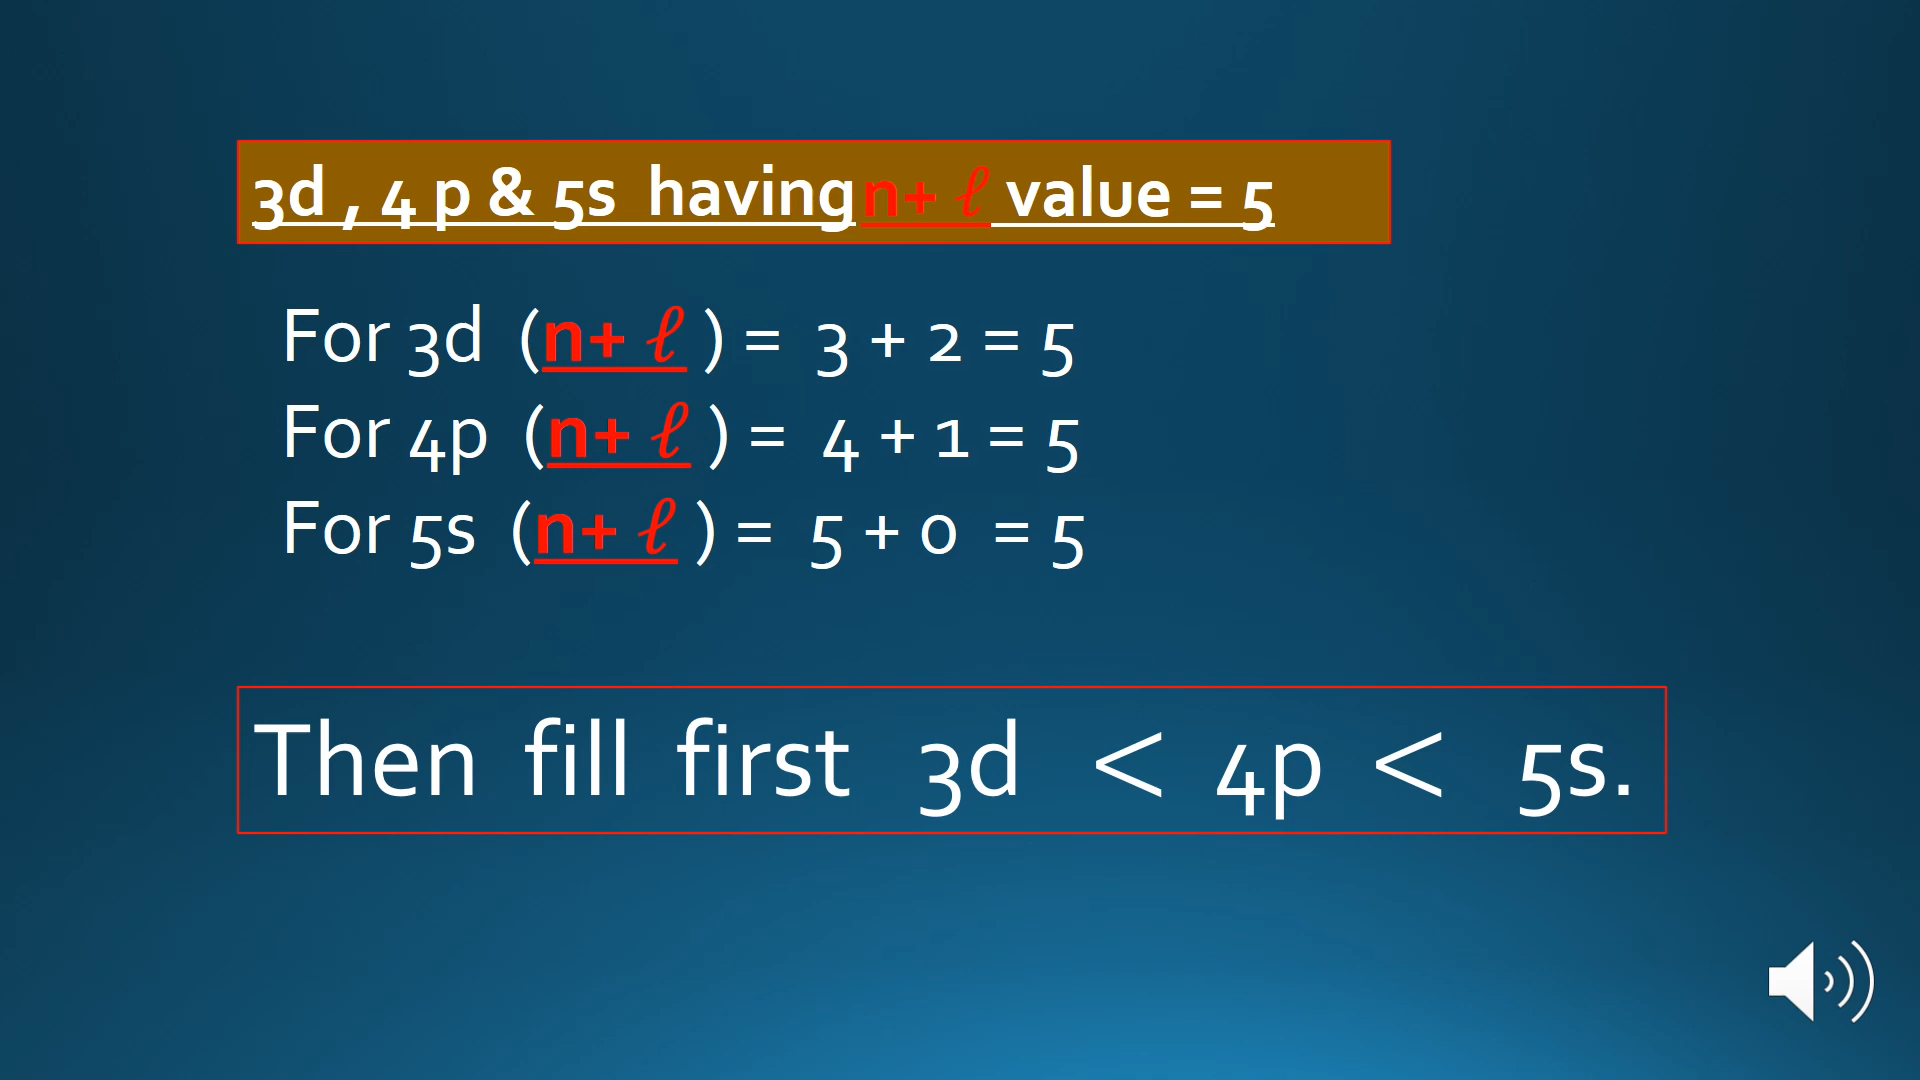 3d , 4 p & 5s having n+ ℓ value = 5
For 3d (n+ ℓ ) = 3 + 2 = 5
For 4p (n+ ℓ ) = 4 + 1 = 5
For 5s (n+ ℓ ) = 5 + 0 = 5
Then fill first 3d < 4p < 5s.